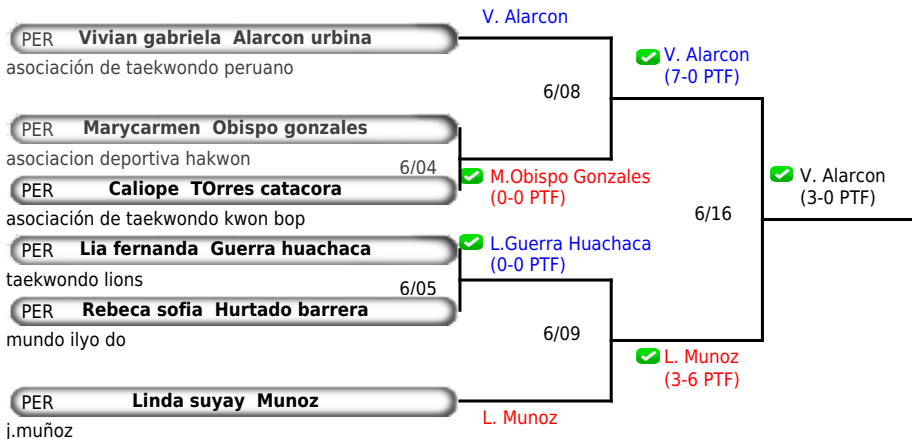 V. Alarcon
PER Vivian gabriela Alarcon urbina
asociación de taekwondo peruano
V. Alarcon
(7-0 PTF)
6/08
PER Marycarmen Obispo gonzales
asociacion deportiva hakwon
6/04
M.Obispo Gonzales
(0-0 PTF)
V. Alarcon
(3-0 PTF)
PER Caliope TOrres catacora
asociación de taekwondo kwon bop
6/16
PER Lia fernanda Guerra huachaca
L.Guerra Huachaca
(0-0 PTF)
taekwondo lions
6/05
PER Rebeca sofia Hurtado barrera
mundo ilyo do
6/09
L. Munoz
(3-6 PTF)
PER Linda suyay Munoz
L. Munoz
j.muñoz